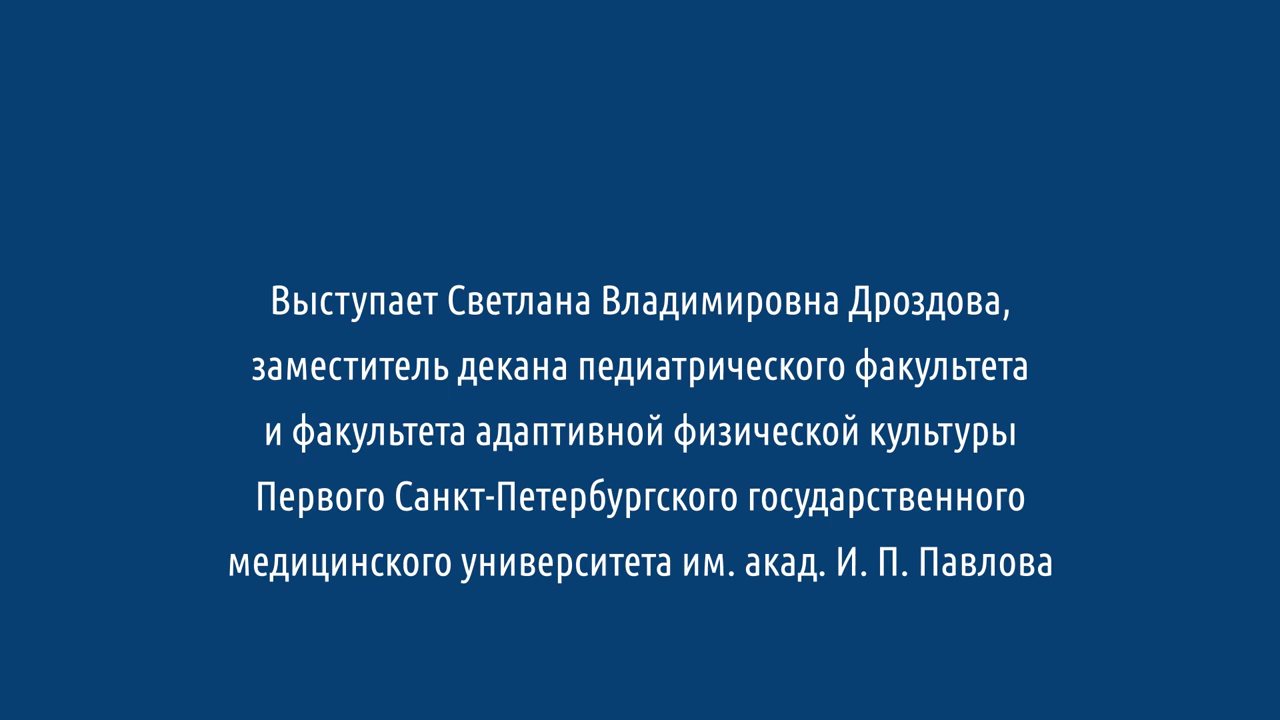 Выступает Светлана Владимировна Дроздова,
заместитель декана педиатрического факультета
и факультета адаптивной физической культуры
Первого Санкт-Петербургского государственного
медицинского университета им. акад. И. П. Павлова